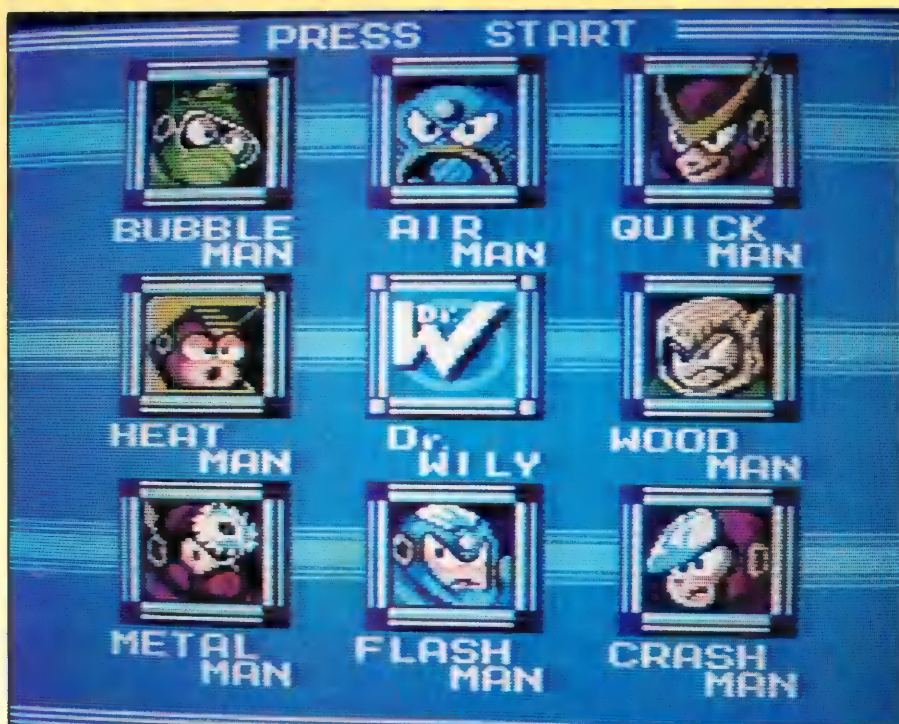 PRESS START
BUBBLE MAN
AIR MAN
QUICK MAN
HEAT MAN
Dr. W
Dr. WILY
WOOD MAN
METAL MAN
FLASH MAN
CRASH MAN